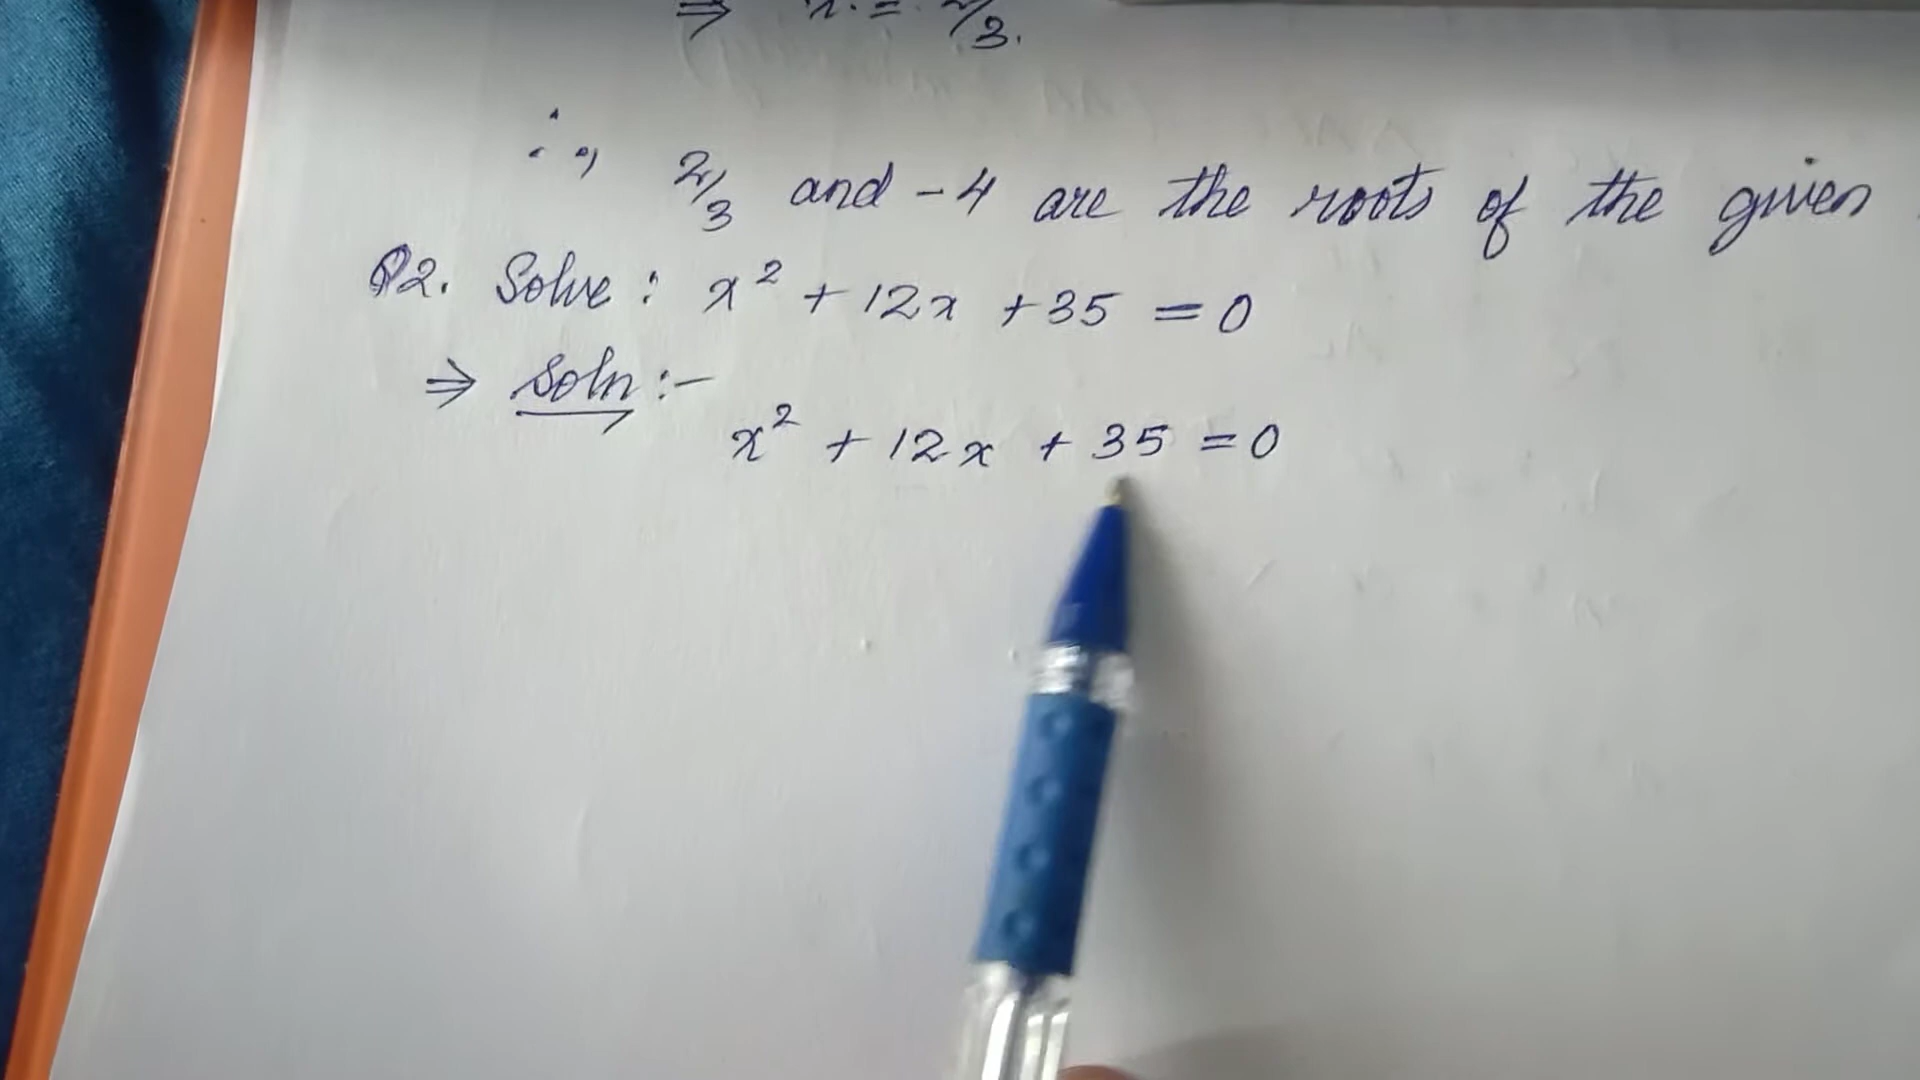 ⇒ x = 2/3.
∴, 2/3 and -4 are the roots of the given
Q2. Solve : x² + 12x + 35 = 0
⇒ Soln :-
x² + 12x + 35 = 0